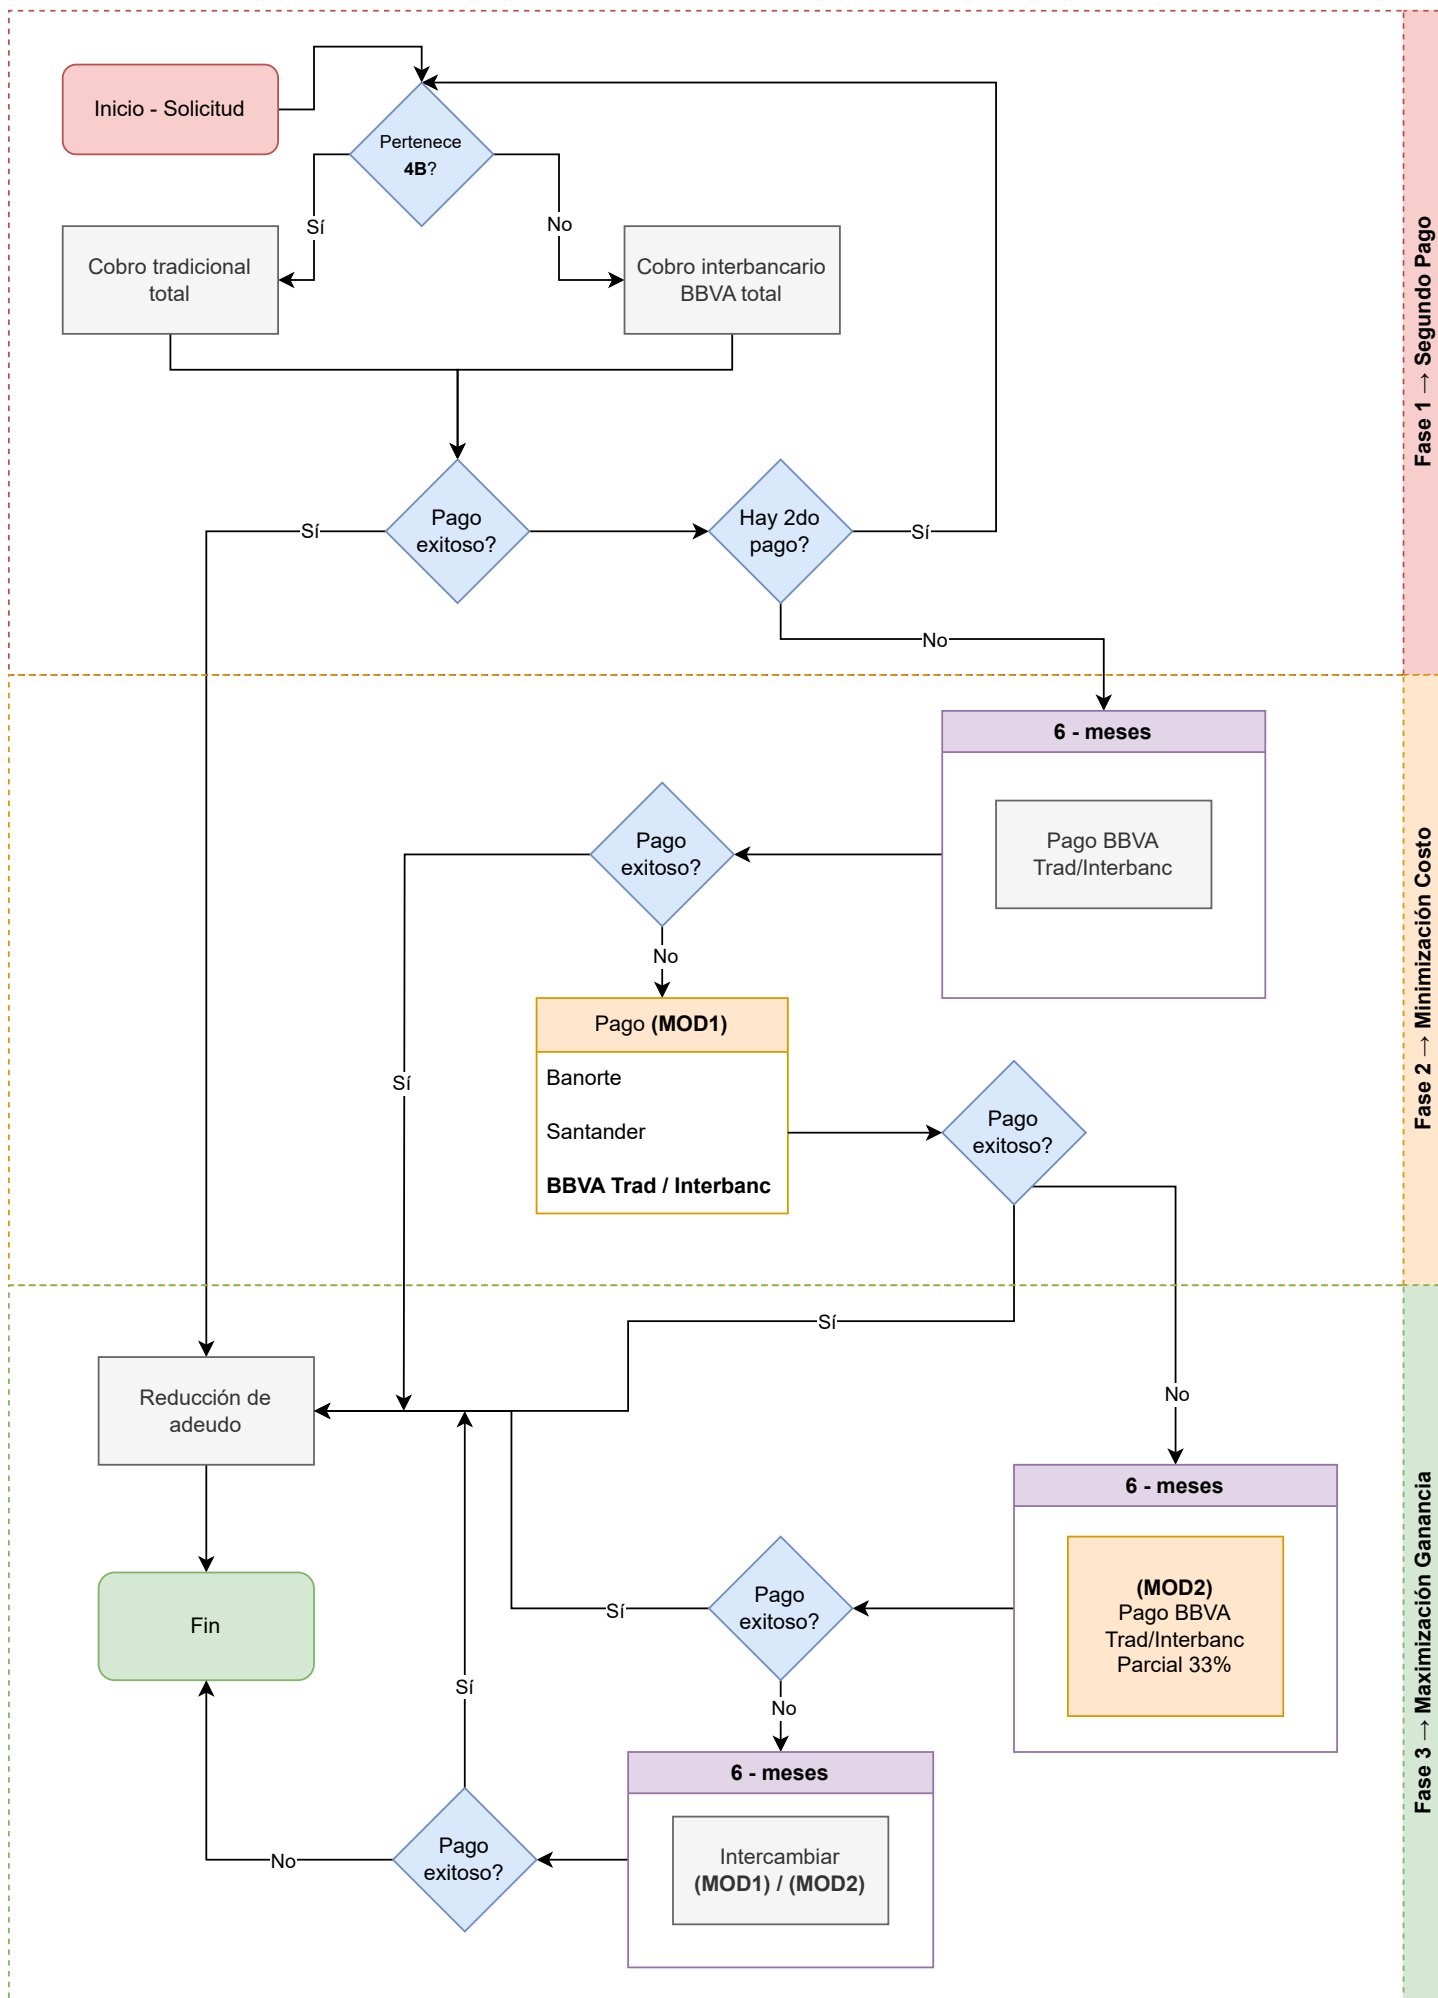 Inicio - Solicitud
Pertenece
4B?
Sí
No
Cobro tradicional
total
Cobro interbancario
BBVA total
Pago
exitoso?
Sí
Hay 2do
pago?
Sí
No
Fase 1 → Segundo Pago
6 - meses
Pago BBVA
Trad/Interbanc
Pago
exitoso?
No
Sí
Pago (MOD1)
Banorte
Santander
BBVA Trad / Interbanc
Pago
exitoso?
Fase 2 → Minimización Costo
Sí
No
Reducción de
adeudo
6 - meses
(MOD2)
Pago BBVA
Trad/Interbanc
Parcial 33%
Pago
exitoso?
Sí
No
Fin
Sí
6 - meses
Intercambiar
(MOD1) / (MOD2)
Pago
exitoso?
No
Fase 3 → Maximización Ganancia